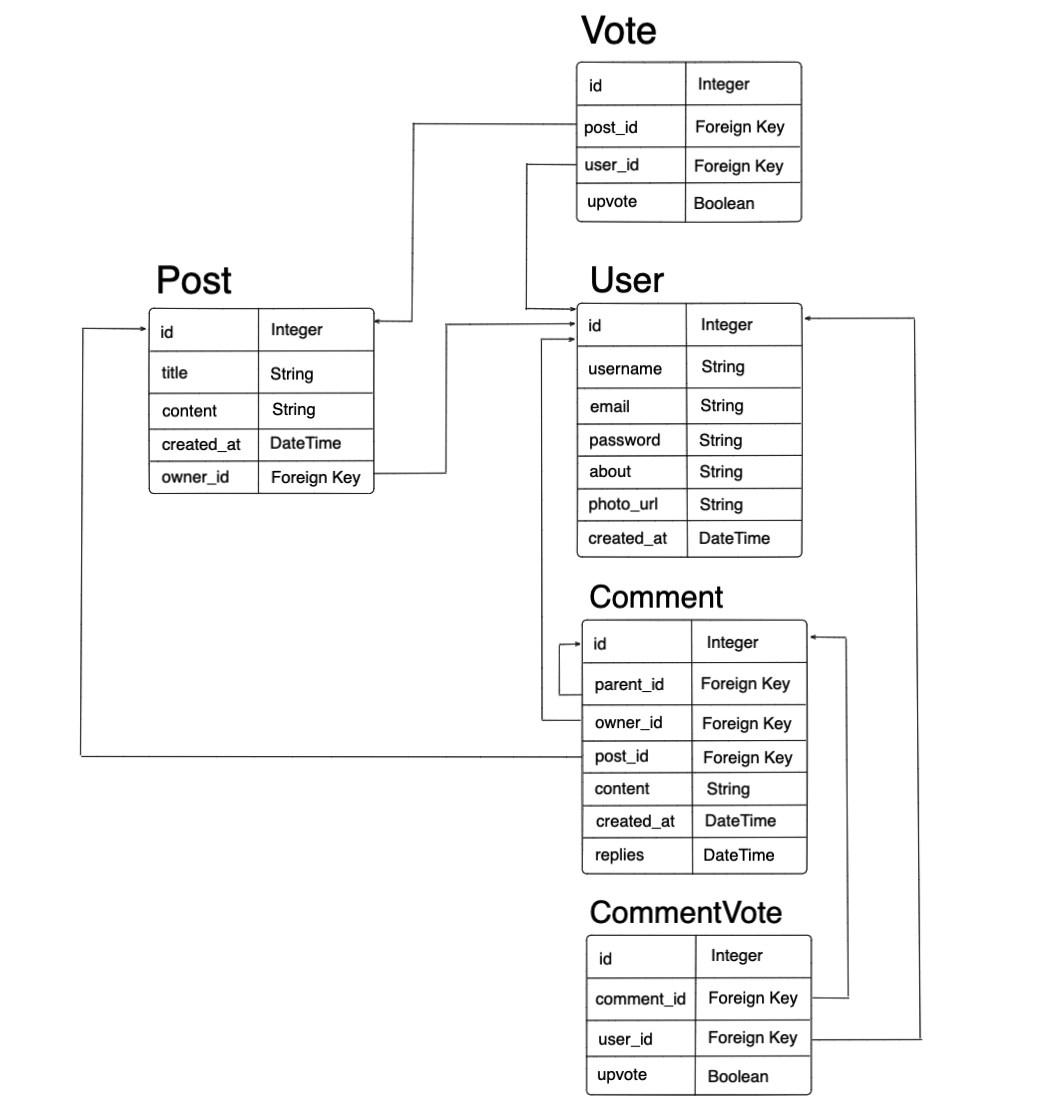 Vote
id Integer
post_id Foreign Key
user_id Foreign Key
upvote Boolean
Post
id Integer
title String
content String
created_at DateTime
owner_id Foreign Key
User
id Integer
username String
email String
password String
about String
photo_url String
created_at DateTime
Comment
id Integer
parent_id Foreign Key
owner_id Foreign Key
post_id Foreign Key
content String
created_at DateTime
replies DateTime
CommentVote
id Integer
comment_id Foreign Key
user_id Foreign Key
upvote Boolean